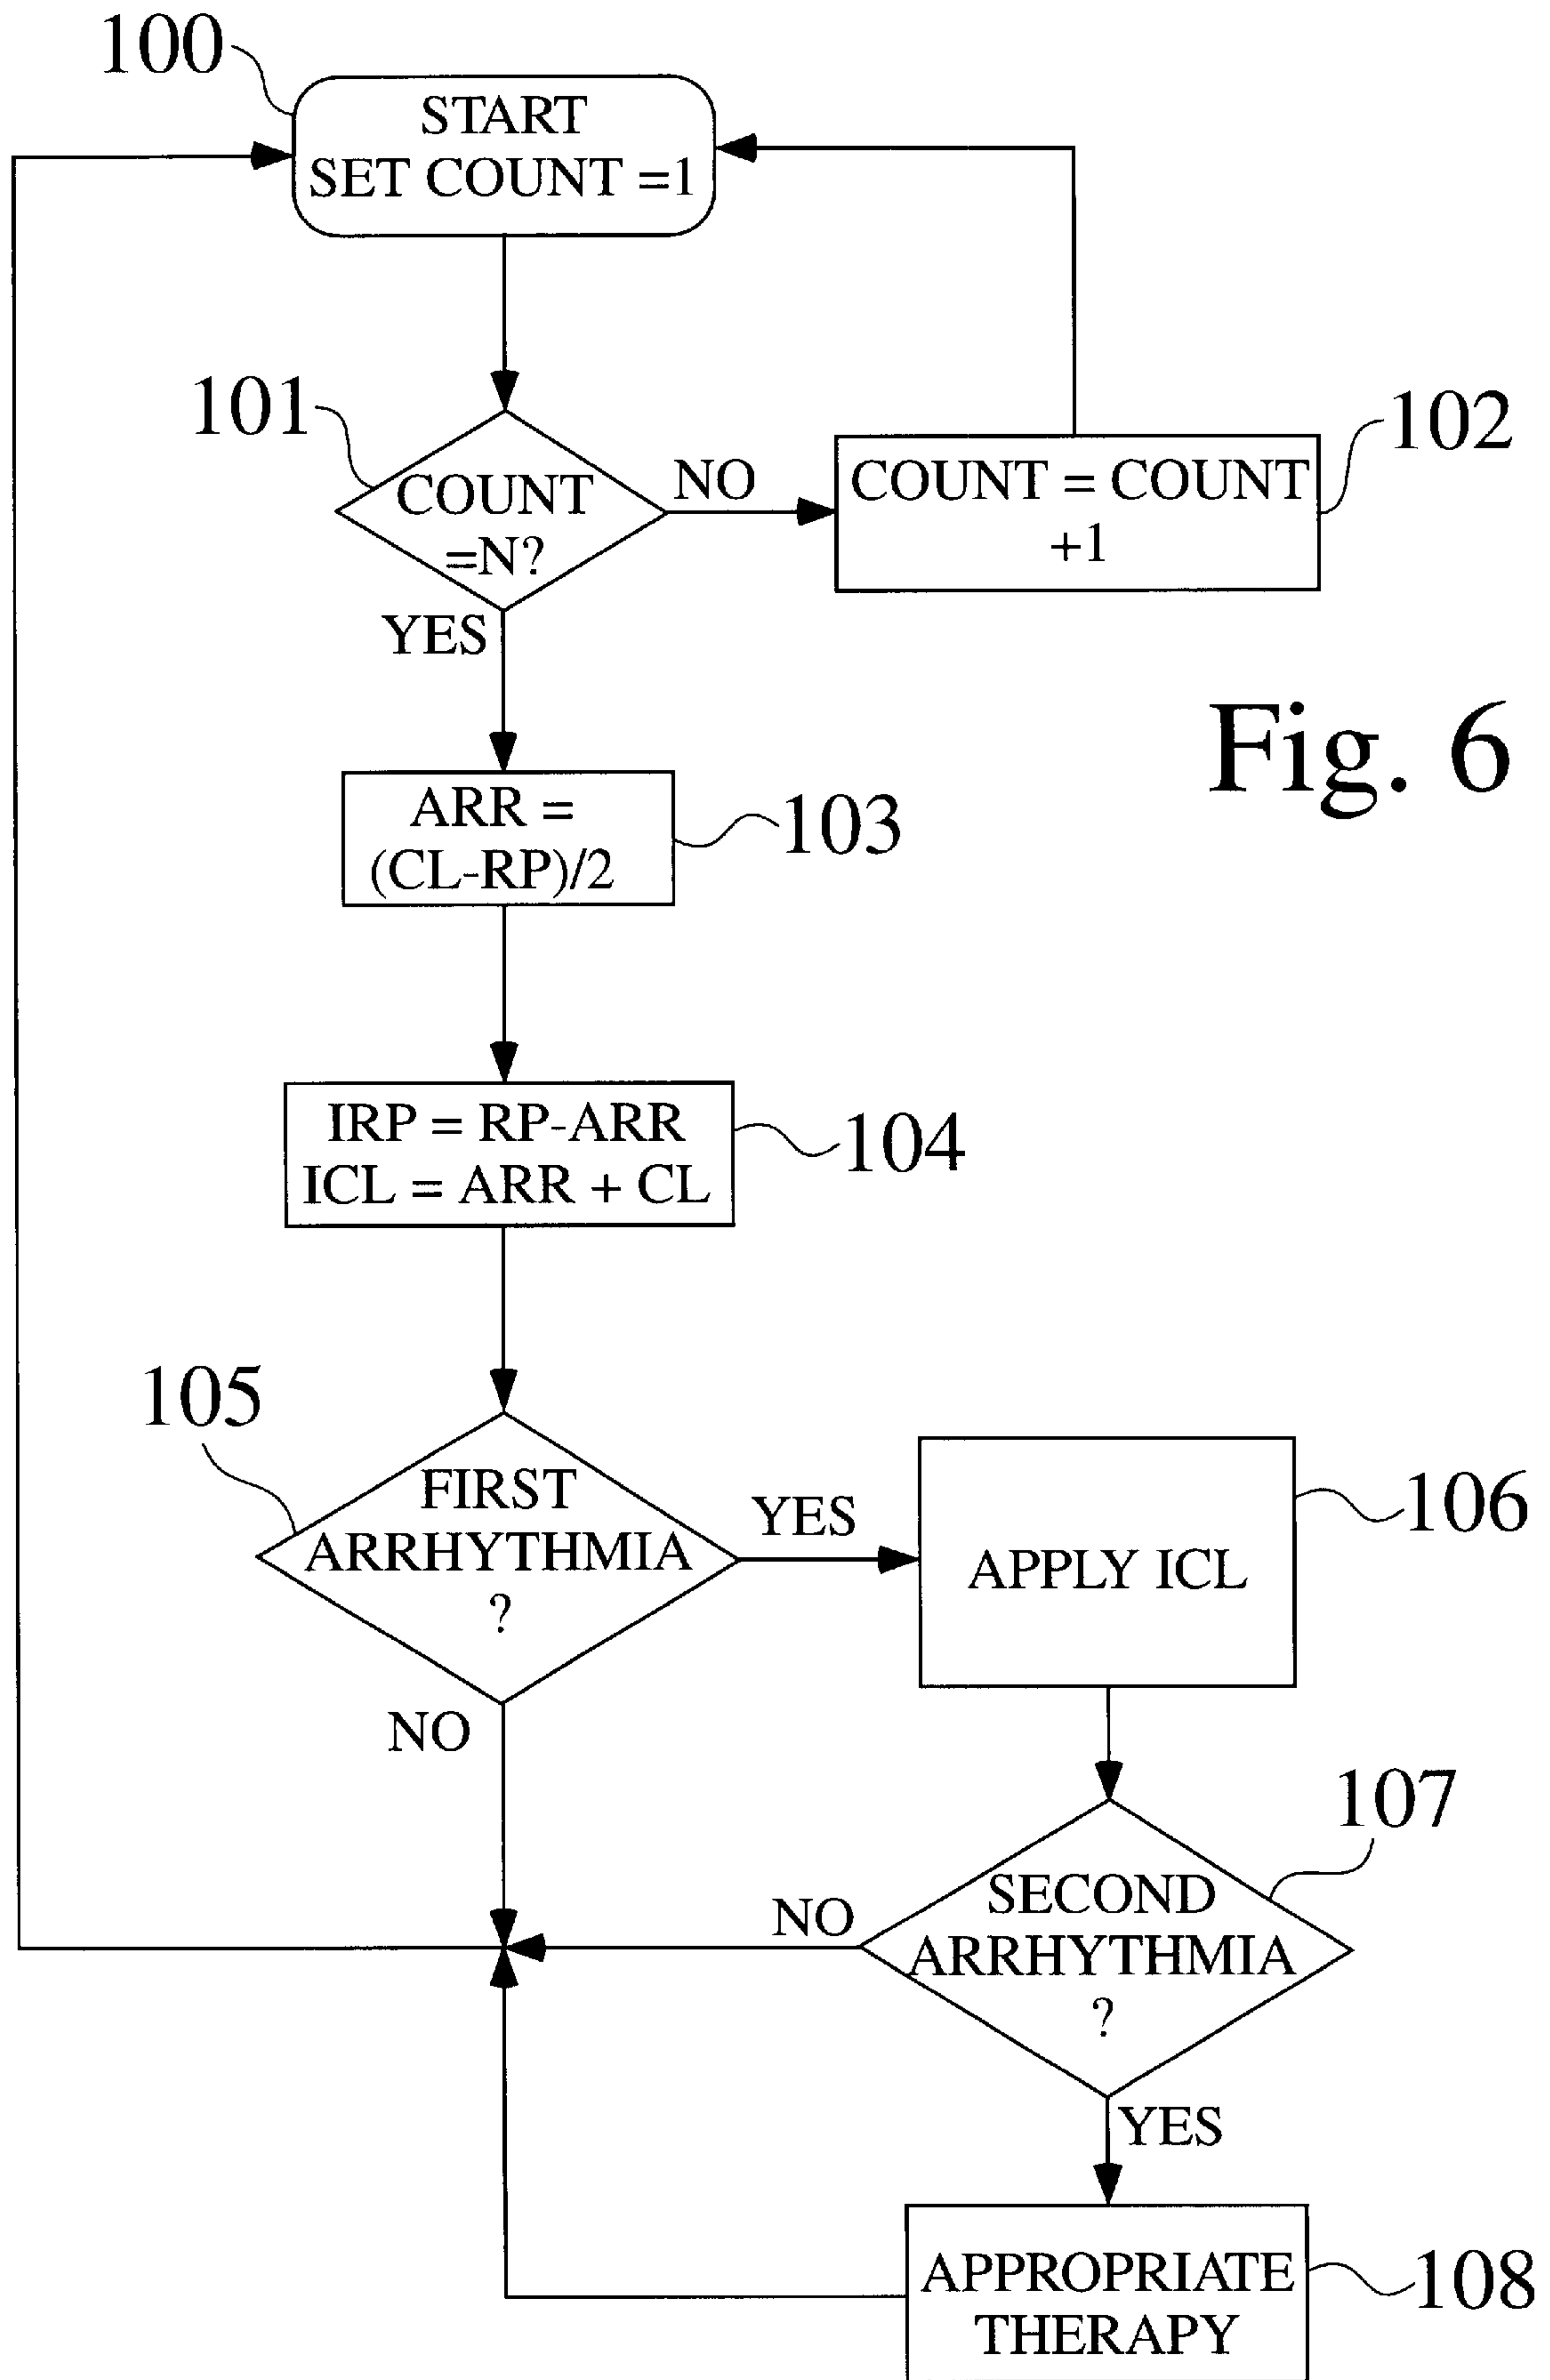 100
START
SET COUNT =1
101
COUNT
=N?
NO
COUNT = COUNT
+1
102
YES
Fig. 6
ARR =
(CL-RP)/2
103
IRP = RP-ARR
ICL = ARR + CL
104
105
FIRST
ARRHYTHMIA
?
YES
APPLY ICL
106
NO
107
SECOND
ARRHYTHMIA
?
NO
YES
APPROPRIATE
THERAPY
108